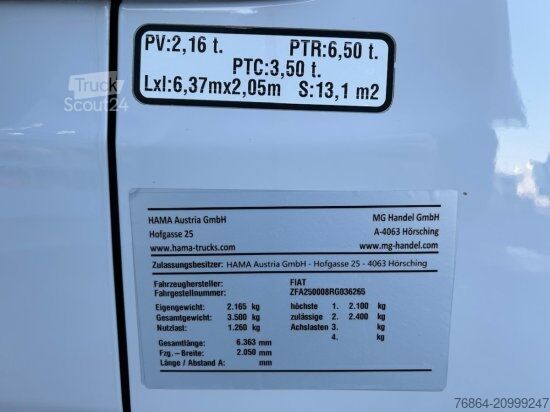 PV:2,16 t. PTR:6,50 t.
PTC:3,50 t.
LxI:6,37mx2,05m S:13,1 m2
Truck
Scout24
HAMA Austria GmbH MG Handel GmbH
Hofgasse 25 A-4063 Hörsching
www.hama-trucks.com www.mg-handel.com
Zulassungsbesitzer: HAMA Austria GmbH - Hofgasse 25 - 4063 Hörsching
Fahrzeughersteller: FIAT
Fahrgestellnummer: ZFA250008RG036265
Eigengewicht: 2.165 kg höchste 1. 2.100 kg
Gesamtgewicht: 3.500 kg zulässige 2. 2.400 kg
Nutzlast: 1.260 kg Achslasten 3. kg
4. kg
Gesamtlänge: 6.363 mm
Fzg. - Breite: 2.050 mm
Länge / Abstand A: mm
76864-20999247